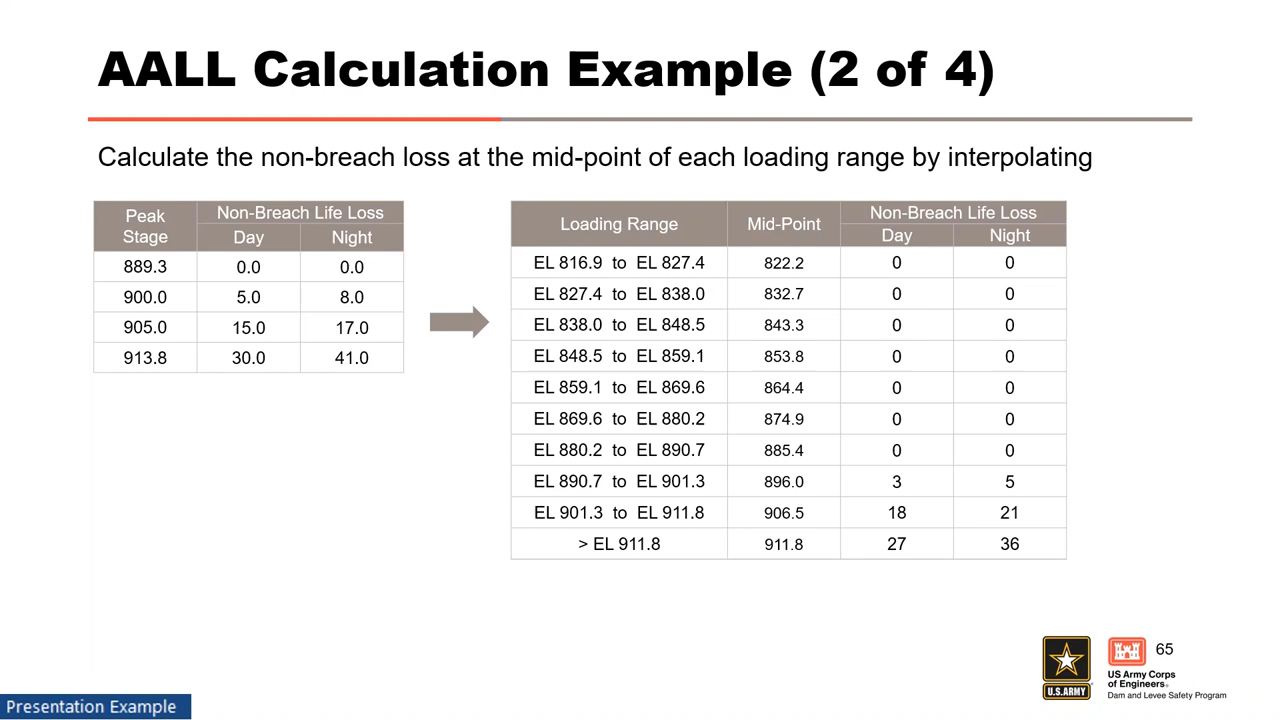 AALL Calculation Example (2 of 4)
Calculate the non-breach loss at the mid-point of each loading range by interpolating
Peak Stage Non-Breach Life Loss
Day Night
889.3 0.0 0.0
900.0 5.0 8.0
905.0 15.0 17.0
913.8 30.0 41.0
Loading Range Mid-Point Non-Breach Life Loss
Day Night
EL 816.9 to EL 827.4 822.2 0 0
EL 827.4 to EL 838.0 832.7 0 0
EL 838.0 to EL 848.5 843.3 0 0
EL 848.5 to EL 859.1 853.8 0 0
EL 859.1 to EL 869.6 864.4 0 0
EL 869.6 to EL 880.2 874.9 0 0
EL 880.2 to EL 890.7 885.4 0 0
EL 890.7 to EL 901.3 896.0 3 5
EL 901.3 to EL 911.8 906.5 18 21
> EL 911.8 911.8 27 36
U.S.ARMY
65
US Army Corps
of Engineers®
Dam and Levee Safety Program
Presentation Example